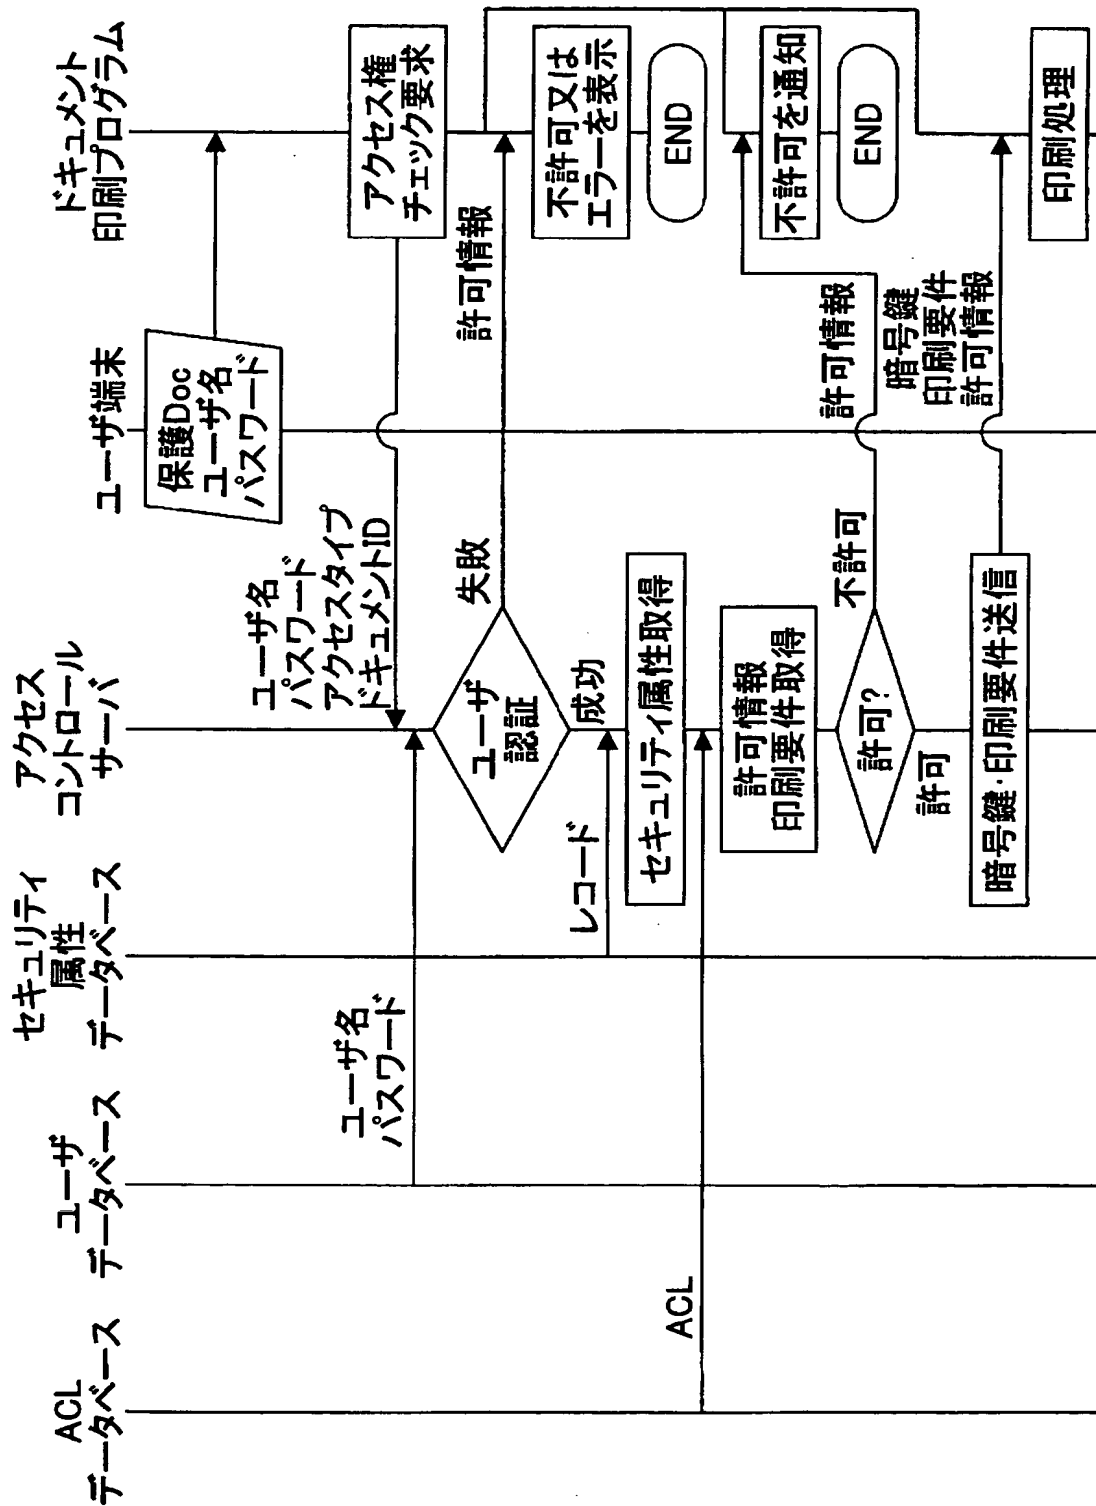 ACL
データベース
ユーザ
データベース
セキュリティ
属性
データベース
アクセス
コントロール
サーバ
ユーザ端末
ドキュメント
印刷プログラム
保護Doc
ユーザ名
パスワード
アクセス権
チェック要求
ユーザ名
パスワード
アクセスタイプ
ドキュメントID
ユーザ名
パスワード
ユーザ
認証
失敗
許可情報
不許可又は
エラーを表示
END
成功
レコード
セキュリティ属性取得
ACL
許可情報
印刷要件取得
許可?
不許可
許可情報
不許可を通知
END
許可
暗号鍵・印刷要件送信
暗号鍵
印刷要件
許可情報
印刷処理